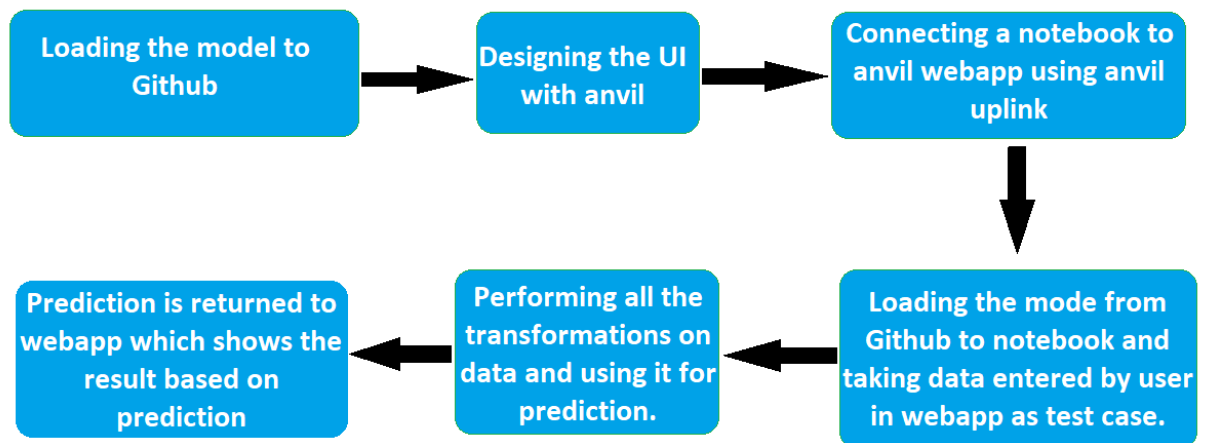 Loading the model to
Github
Designing the UI
with anvil
Connecting a notebook to
anvil webapp using anvil
uplink
Loading the mode from
Github to notebook and
taking data entered by user
in webapp as test case.
Performing all the
transformations on
data and using it for
prediction.
Prediction is returned to
webapp which shows the
result based on
prediction